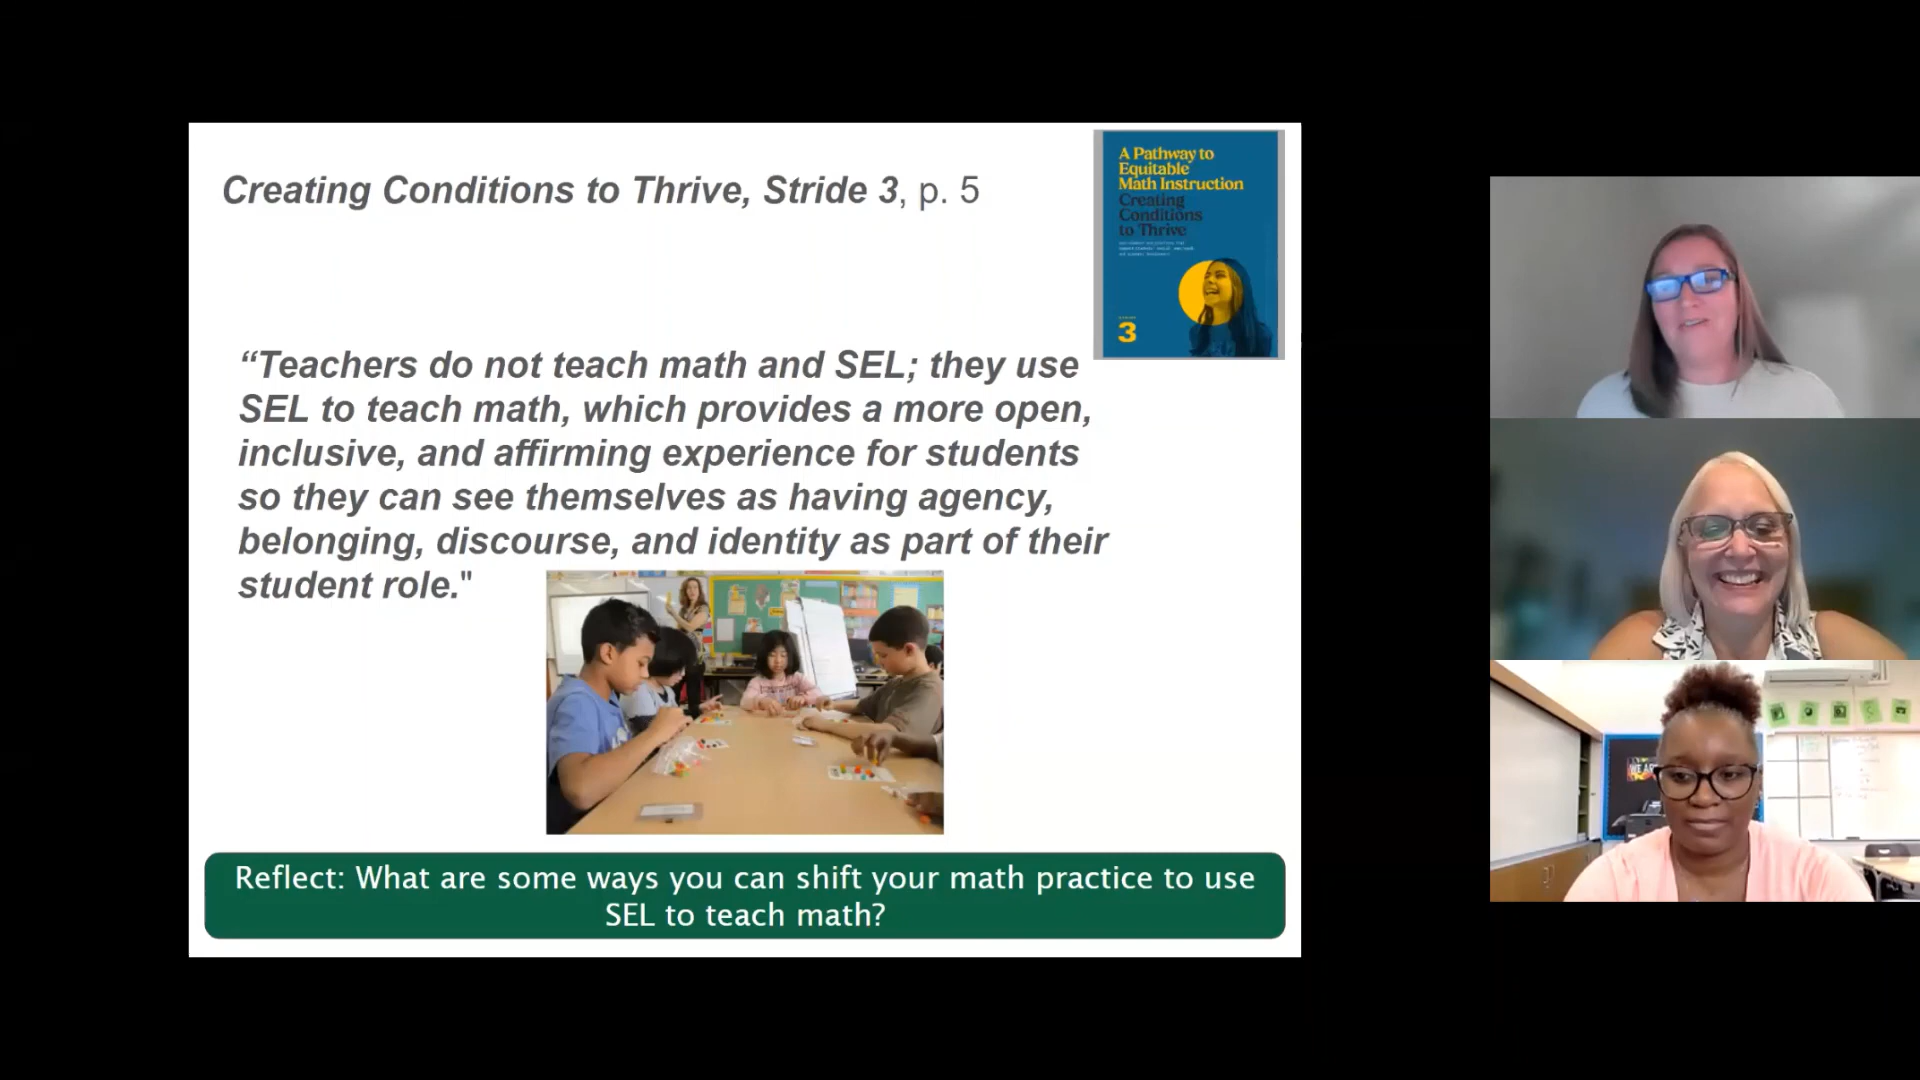 Creating Conditions to Thrive, Stride 3, p. 5
A Pathway to
Equitable
Math Instruction
Creating
Conditions
to Thrive
3
“Teachers do not teach math and SEL; they use
SEL to teach math, which provides a more open,
inclusive, and affirming experience for students
so they can see themselves as having agency,
belonging, discourse, and identity as part of their
student role."
Reflect: What are some ways you can shift your math practice to use
SEL to teach math?
WE